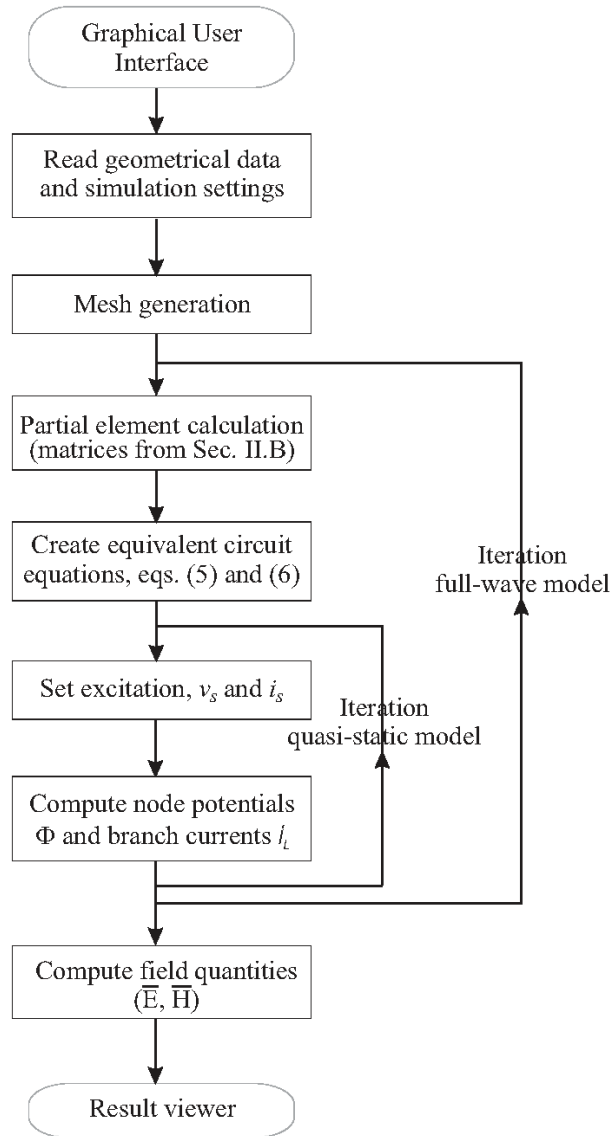 Graphical User
Interface
Read geometrical data
and simulation settings
Mesh generation
Partial element calculation
(matrices from Sec. II.B)
Create equivalent circuit
equations, eqs. (5) and (6)
Iteration
full-wave model
Set excitation, vₛ and iₛ
Iteration
quasi-static model
Compute node potentials
Φ and branch currents i_L
Compute field quantities
(E̅, H̅)
Result viewer